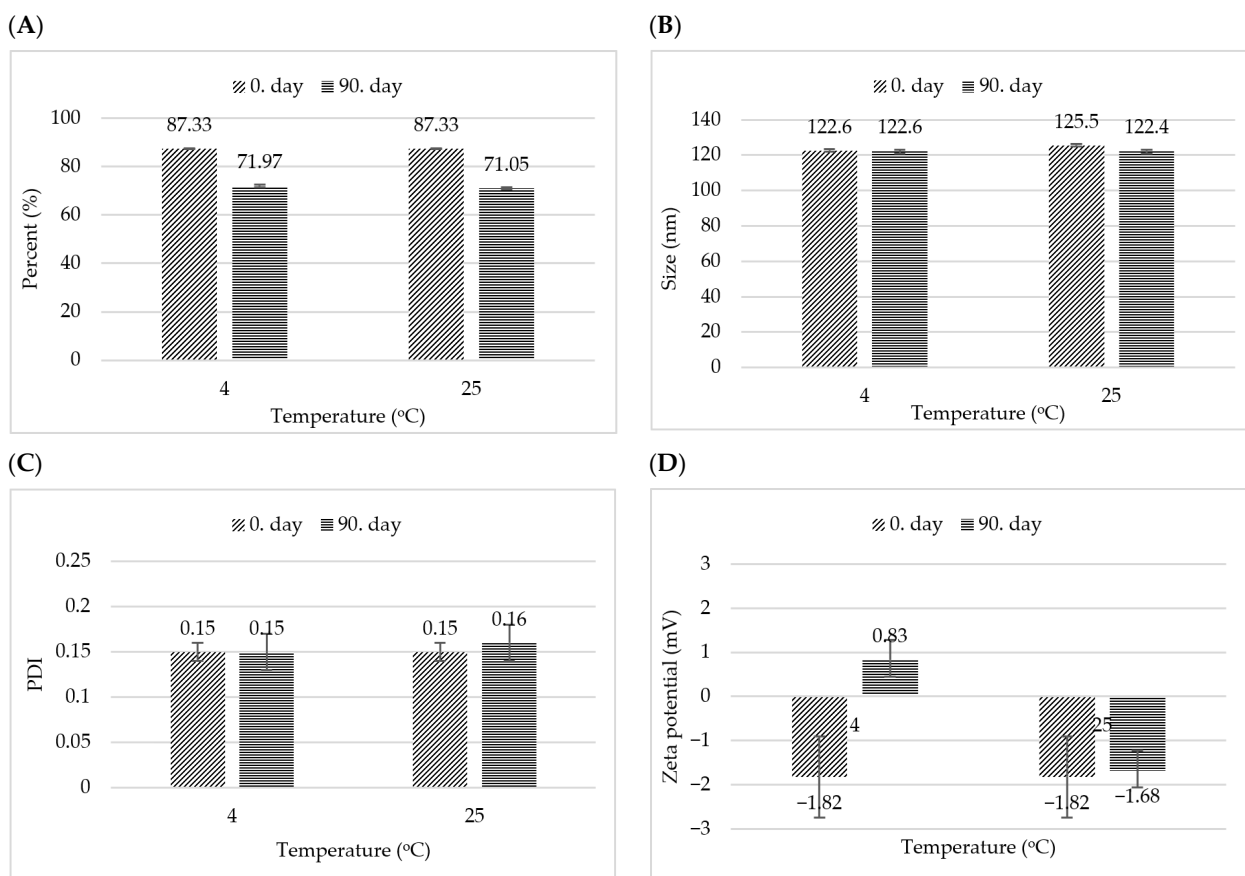 (A)
0. day 90. day
100
80
60
40
20
0
87.33
71.97
87.33
71.05
Percent (%)
4 25
Temperature (°C)
(B)
0. day 90. day
140
120
100
80
60
40
20
0
122.6
122.6
125.5
122.4
Size (nm)
4 25
Temperature (°C)
(C)
0. day 90. day
0.25
0.2
0.15
0.1
0.05
0
0.15
0.15
0.15
0.16
PDI
4 25
Temperature (°C)
(D)
0. day 90. day
3
2
1
0
−1
−2
−3
0.83
4 25
−1.82
−1.82
−1.68
Zeta potential (mV)
Temperature (°C)